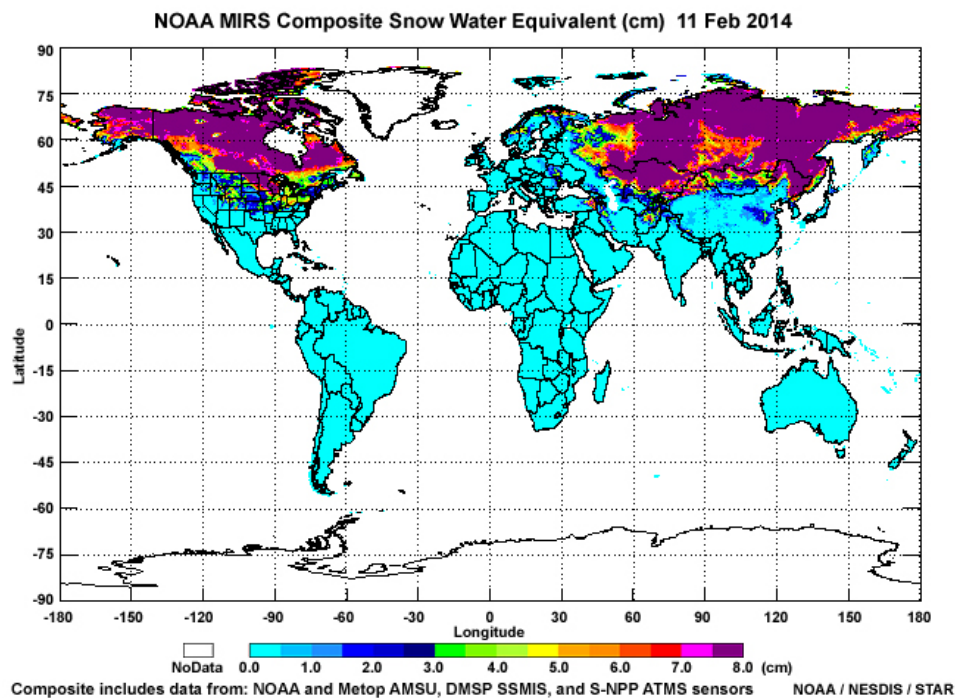 NOAA MIRS Composite Snow Water Equivalent (cm) 11 Feb 2014
90
75
60
45
30
15
0
-15
-30
-45
-60
-75
-90
Latitude
-180 -150 -120 -90 -60 -30 0 30 60 90 120 150 180
Longitude
NoData 0.0 1.0 2.0 3.0 4.0 5.0 6.0 7.0 8.0 (cm)
Composite includes data from: NOAA and Metop AMSU, DMSP SSMIS, and S-NPP ATMS sensors NOAA / NESDIS / STAR